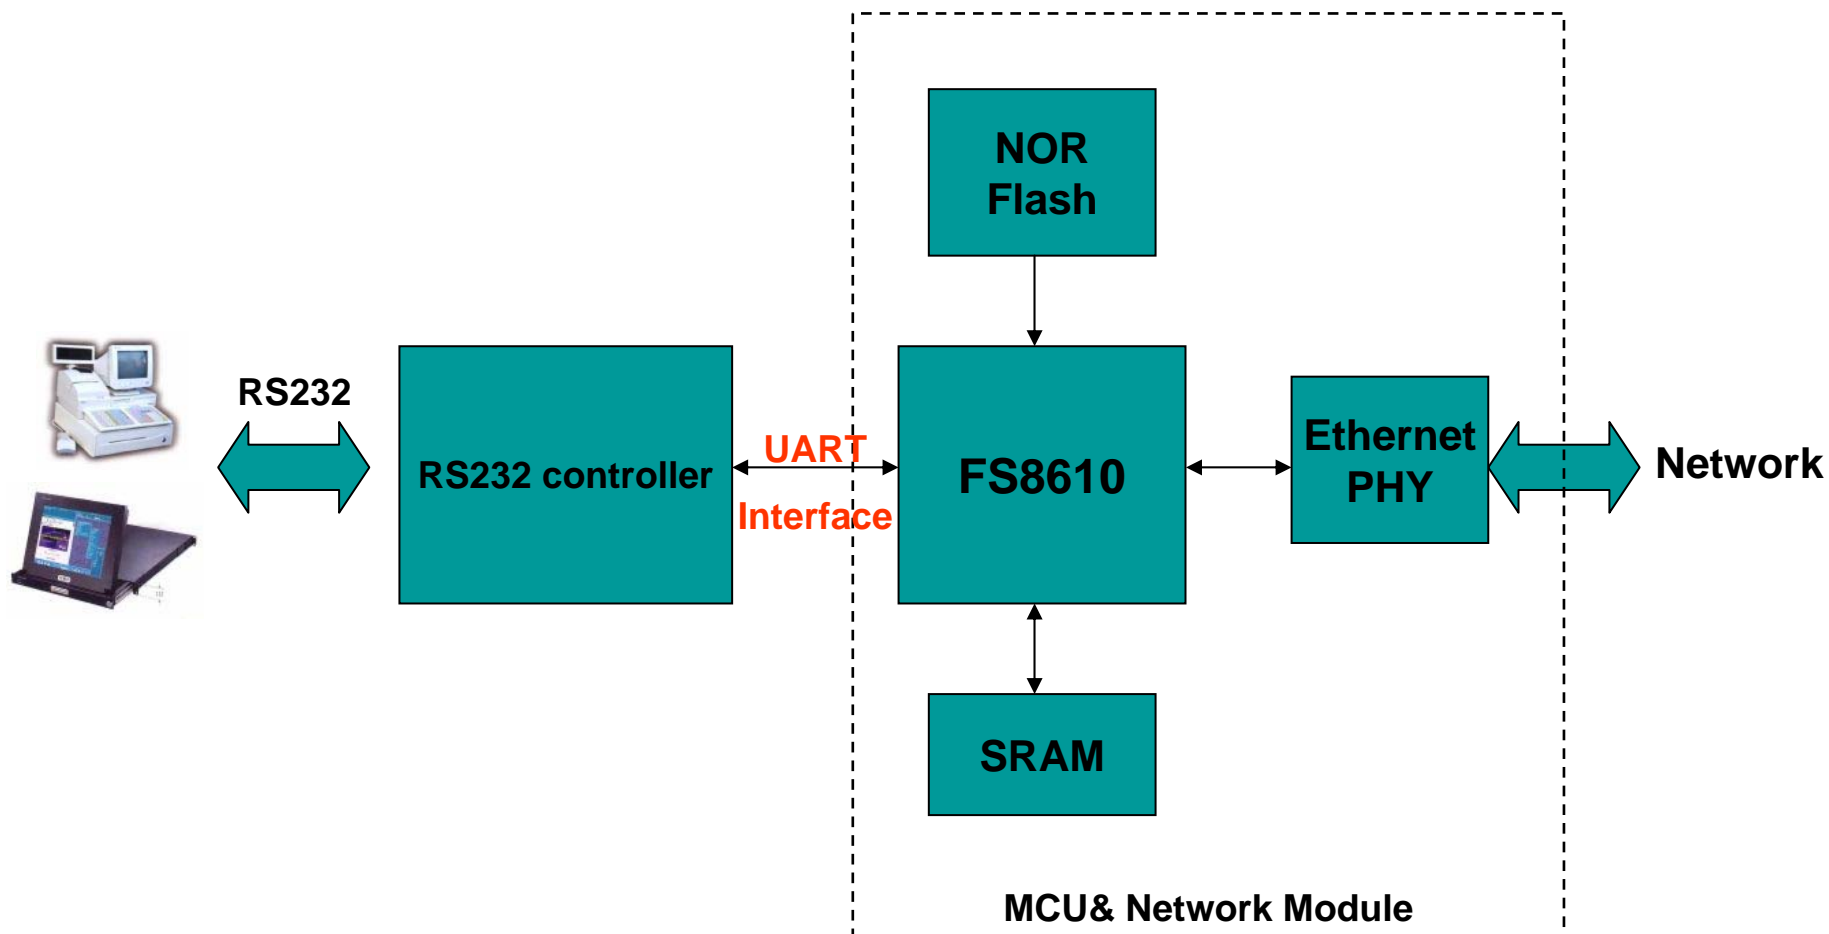 NOR
Flash
RS232
RS232 controller
UART
Interface
FS8610
Ethernet
PHY
Network
SRAM
MCU& Network Module